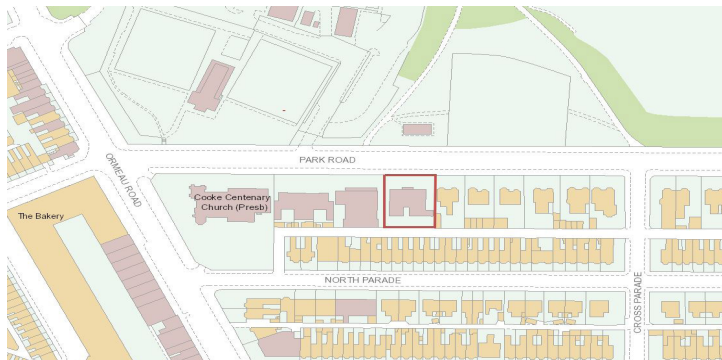 PARK ROAD
ORMEAU ROAD
Cooke Centenary
Church (Presb)
The Bakery
NORTH PARADE
CROSS PARADE